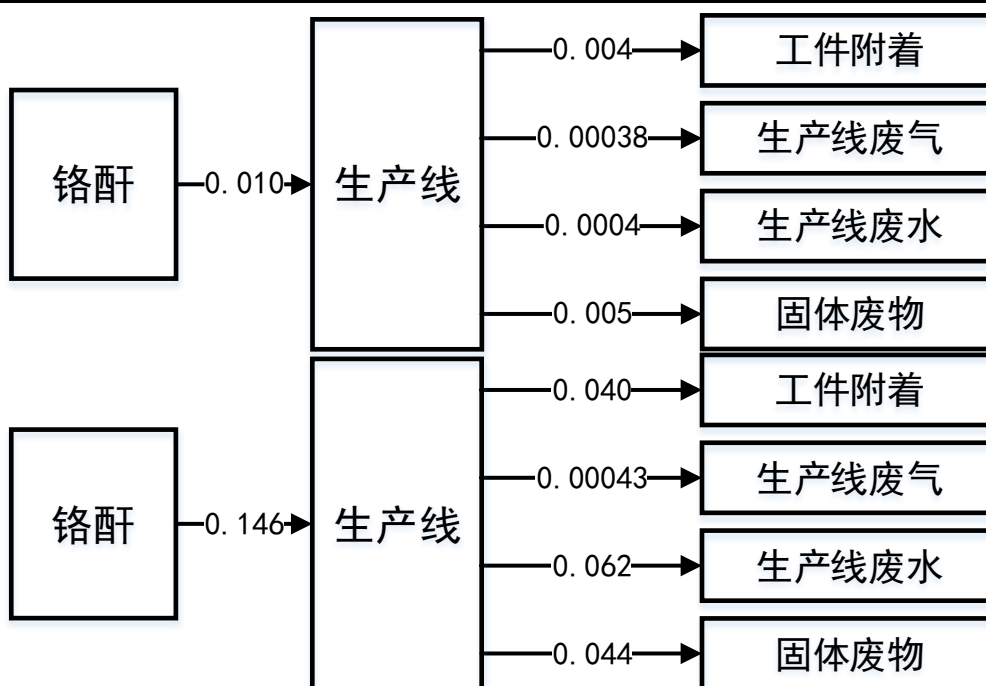 铬酐
0.010
生产线
0.004
工件附着
0.00038
生产线废气
0.0004
生产线废水
0.005
固体废物
铬酐
0.146
生产线
0.040
工件附着
0.00043
生产线废气
0.062
生产线废水
0.044
固体废物